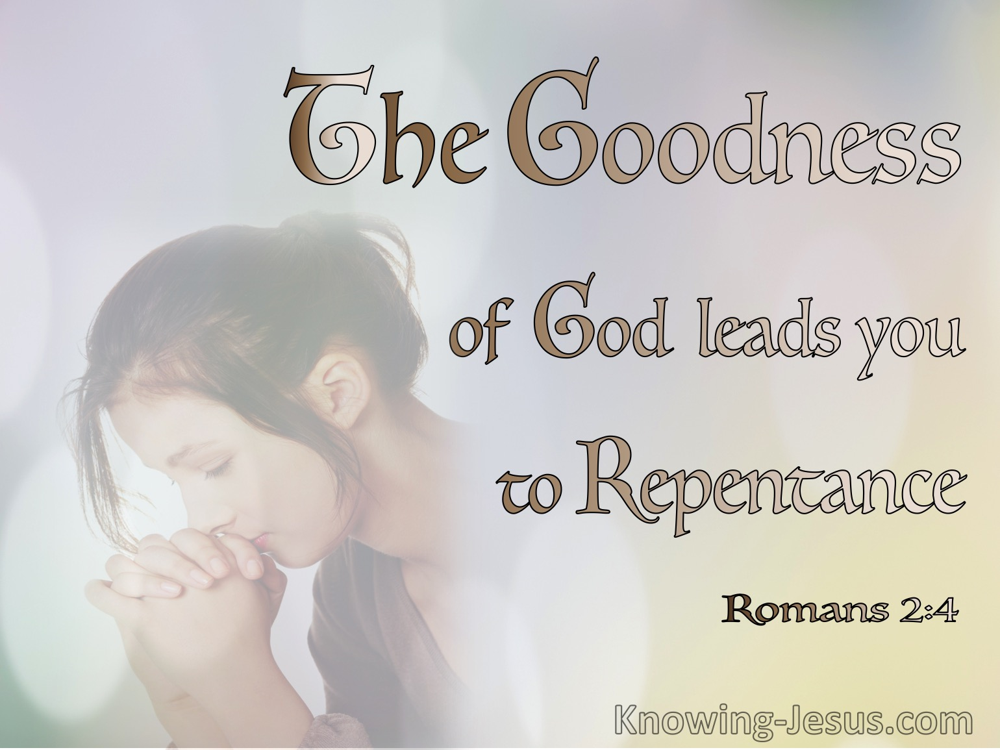 The Goodness
of God leads you
to Repentance
Romans 2:4
Knowing-Jesus.com